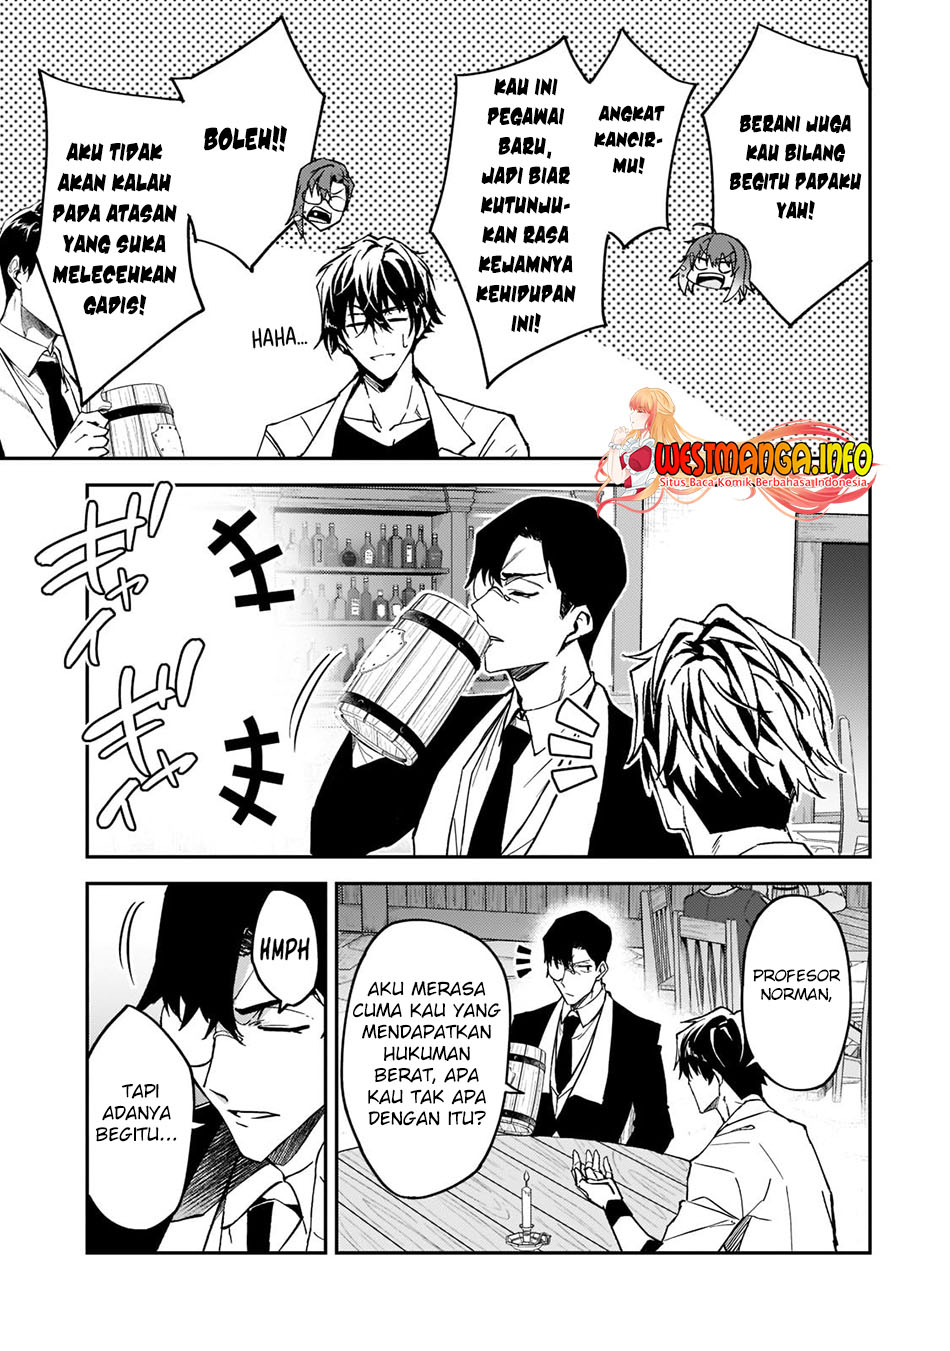 BERANI JUGA
KAU BILANG
BEGITU PADAKU
YAH!
ANGKAT
KANGIR-
MU!
KAU INI
PEGAWAI
BARU,
JADI BIAR
KUTUNJU-
KAN RASA
KEJAMNYA
KEHIDUPAN
INI!
BOLEH!!
AKU TIDAK
AKAN KALAH
PADA ATASAN
YANG SUKA
MELECEHKAN
GADIS!
HAHA...
WESTMANGA.INFO
Situs Baca Komik Berbahasa Indonesia
ギャイ
ギャイ
PROFESOR
NORMAN,
AKU MERASA
CUMA KAU YANG
MENDAPATKAN
HUKUMAN
BERAT, APA
KAU TAK APA
DENGAN ITU?
HMPH
TAPI
ADANYA
BEGITU...